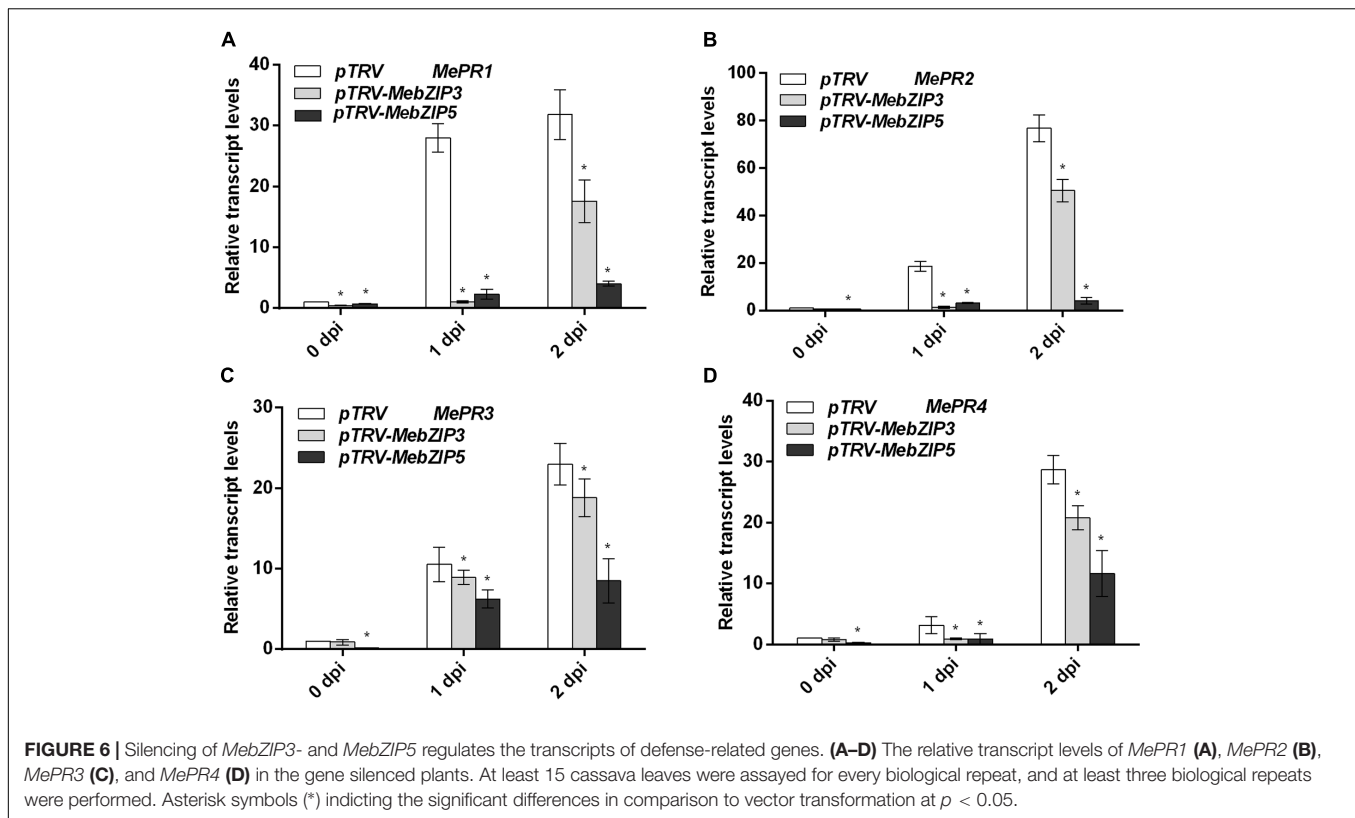 A
Relative transcript levels
40
30
20
10
0
pTRV MePR1
pTRV-MebZIP3
pTRV-MebZIP5
* * * * * *
0 dpi 1 dpi 2 dpi
B
Relative transcript levels
100
80
60
40
20
0
pTRV MePR2
pTRV-MebZIP3
pTRV-MebZIP5
* * * * *
0 dpi 1 dpi 2 dpi
C
Relative transcript levels
30
20
10
0
pTRV MePR3
pTRV-MebZIP3
pTRV-MebZIP5
* * * * *
0 dpi 1 dpi 2 dpi
D
Relative transcript levels
40
30
20
10
0
pTRV MePR4
pTRV-MebZIP3
pTRV-MebZIP5
* * * * *
0 dpi 1 dpi 2 dpi
FIGURE 6 | Silencing of MebZIP3- and MebZIP5 regulates the transcripts of defense-related genes. (A–D) The relative transcript levels of MePR1 (A), MePR2 (B),
MePR3 (C), and MePR4 (D) in the gene silenced plants. At least 15 cassava leaves were assayed for every biological repeat, and at least three biological repeats
were performed. Asterisk symbols (*) indicting the significant differences in comparison to vector transformation at p < 0.05.